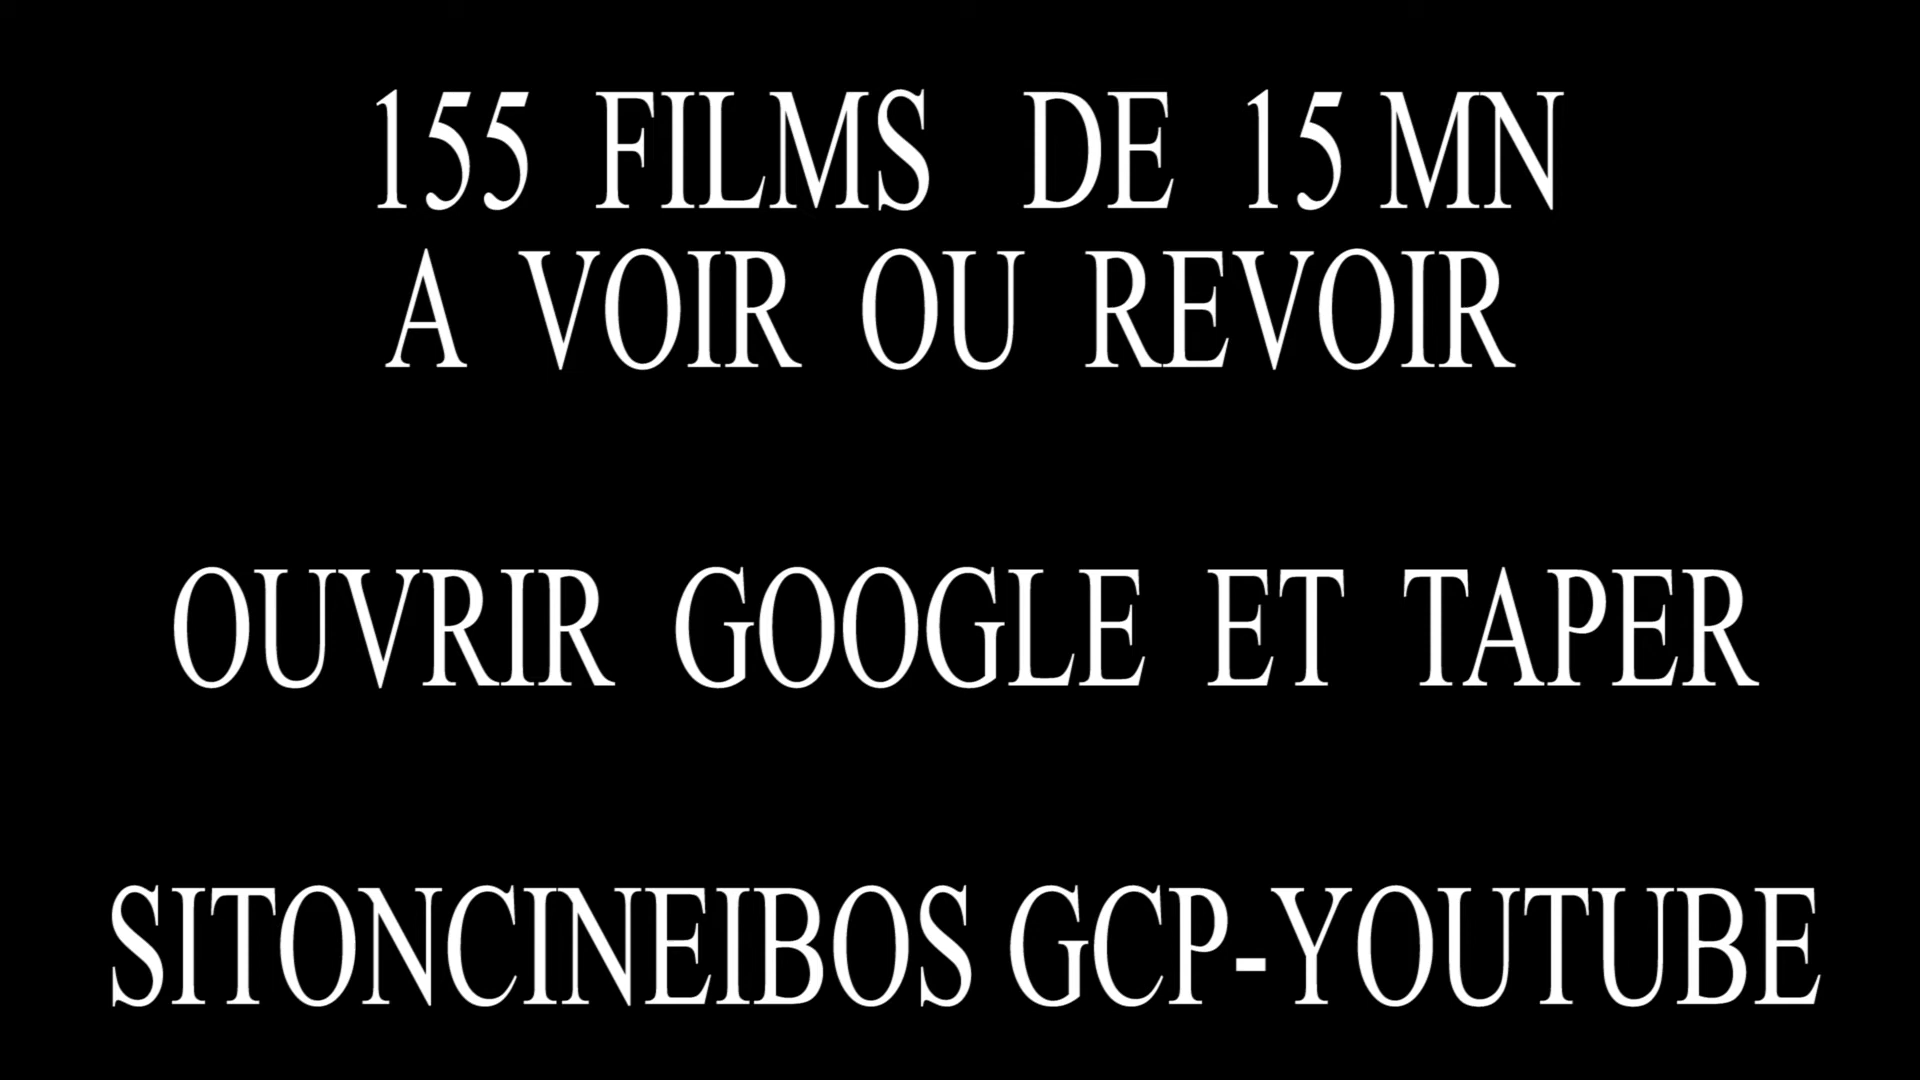 155 FILMS DE 15 MN
A VOIR OU REVOIR
OUVRIR GOOGLE ET TAPER
SITONCINEIBOS GCP-YOUTUBE